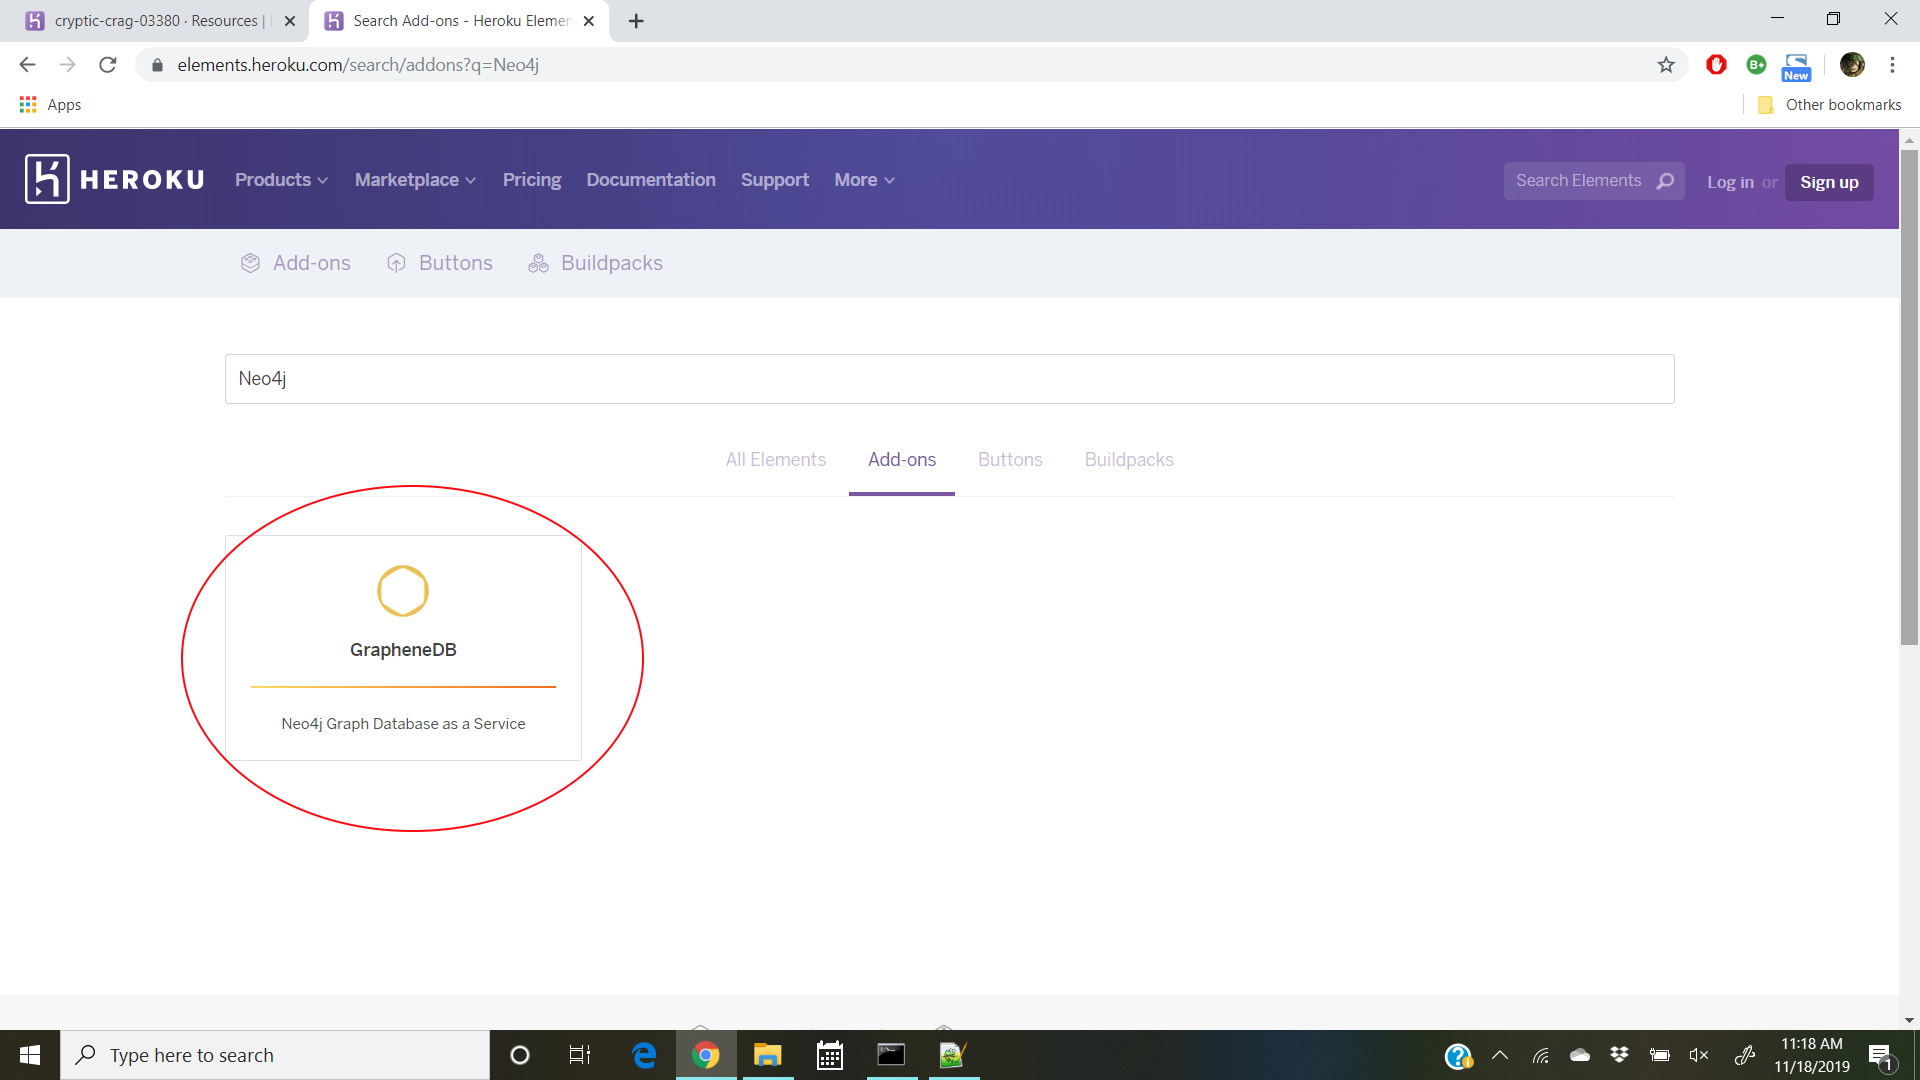 cryptic-crag-03380 · Resources |
Search Add-ons - Heroku Elemen
elements.heroku.com/search/addons?q=Neo4j
B+
New
Apps
Other bookmarks
HEROKU
Products
Marketplace
Pricing
Documentation
Support
More
Search Elements
Log in or
Sign up
Add-ons
Buttons
Buildpacks
Neo4j
All Elements
Add-ons
Buttons
Buildpacks
GrapheneDB
Neo4j Graph Database as a Service
Type here to search
11:18 AM
11/18/2019
1